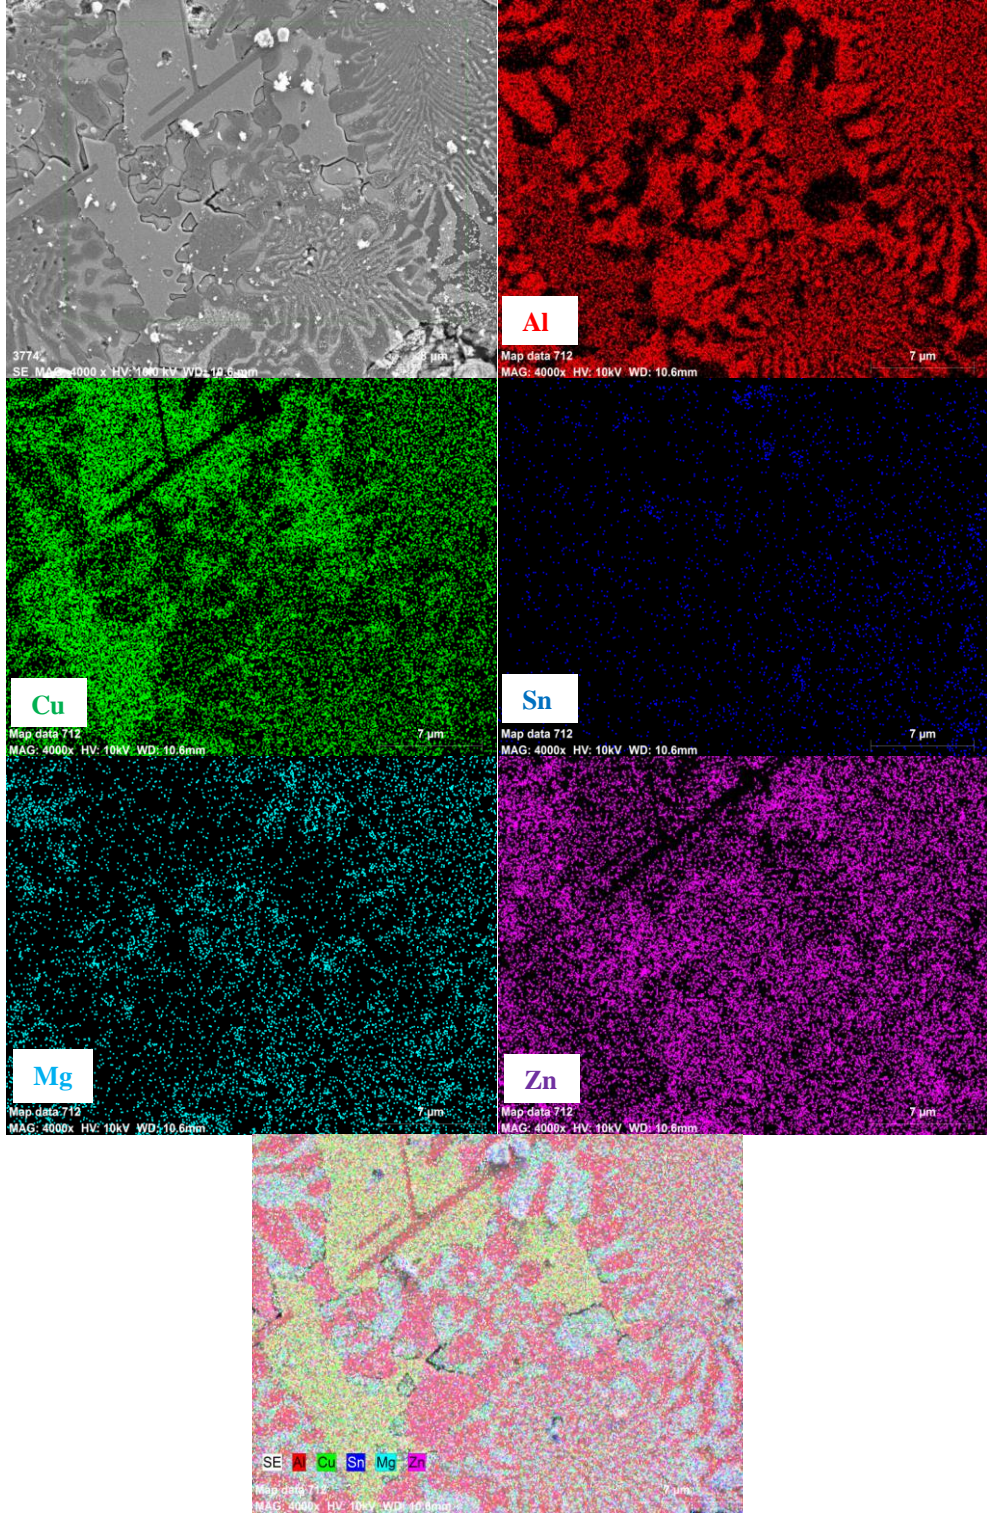 3774
8 µm
SE MAG: 4000 x HV: 10.0 kV WD: 10.6 mm
Al
Map data 712
7 µm
MAG: 4000x HV: 10kV WD: 10.6mm
Cu
Map data 712
7 µm
MAG: 4000x HV: 10kV WD: 10.6mm
Sn
Map data 712
7 µm
MAG: 4000x HV: 10kV WD: 10.6mm
Mg
Map data 712
7 µm
MAG: 4000x HV: 10kV WD: 10.6mm
Zn
Map data 712
7 µm
MAG: 4000x HV: 10kV WD: 10.6mm
SE Al Cu Sn Mg Zn
Map data 712
7 µm
MAG: 4000x HV: 10kV WD: 10.6mm